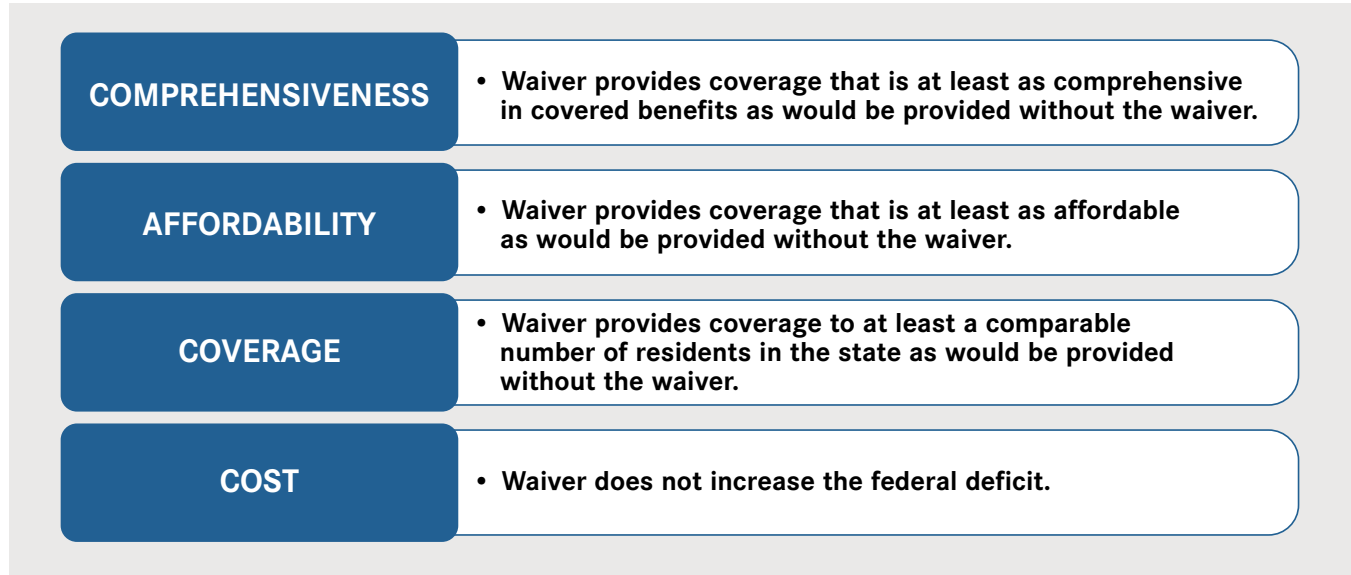 COMPREHENSIVENESS
• Waiver provides coverage that is at least as comprehensive
in covered benefits as would be provided without the waiver.
AFFORDABILITY
• Waiver provides coverage that is at least as affordable
as would be provided without the waiver.
COVERAGE
• Waiver provides coverage to at least a comparable
number of residents in the state as would be provided
without the waiver.
COST
• Waiver does not increase the federal deficit.